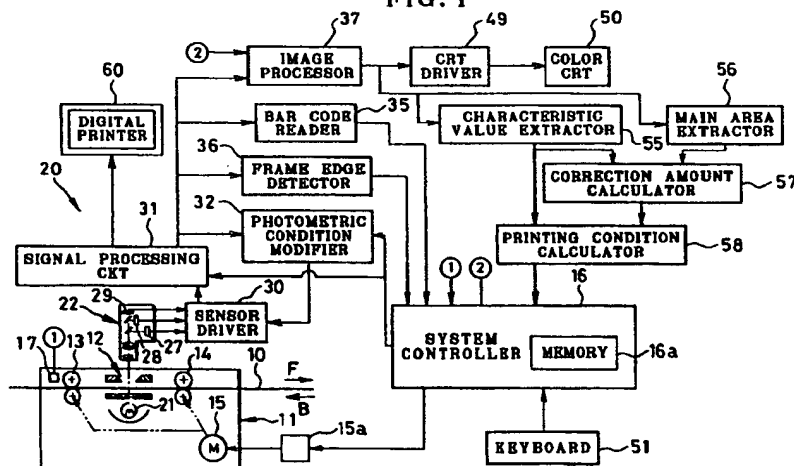 FIG. 1
37
49
50
2
IMAGE PROCESSOR
CRT DRIVER
COLOR CRT
60
35
56
DIGITAL PRINTER
BAR CODE READER
CHARACTERISTIC VALUE EXTRACTOR
55
MAIN AREA EXTRACTOR
36
20
FRAME EDGE DETECTOR
CORRECTION AMOUNT CALCULATOR
57
31
32
PHOTOMETRIC CONDITION MODIFIER
PRINTING CONDITION CALCULATOR
58
SIGNAL PROCESSING CKT
1
2
16
29
30
22
SENSOR DRIVER
27
28
SYSTEM CONTROLLER
MEMORY
16a
1
17
13
12
14
10
F
B
21
15
11
M
15a
KEYBOARD
51